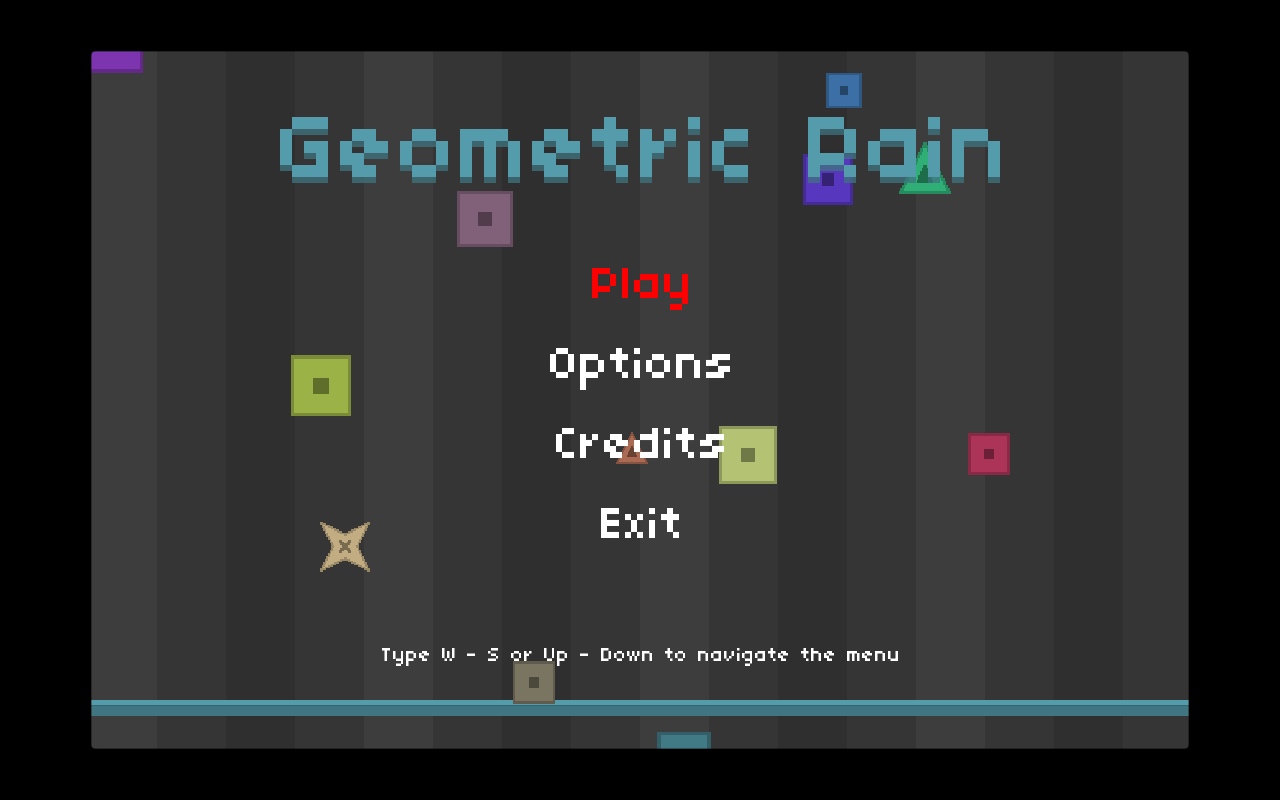 Geometric Rain
Play
Options
Credits
Exit
Type W - S or Up - Down to navigate the menu